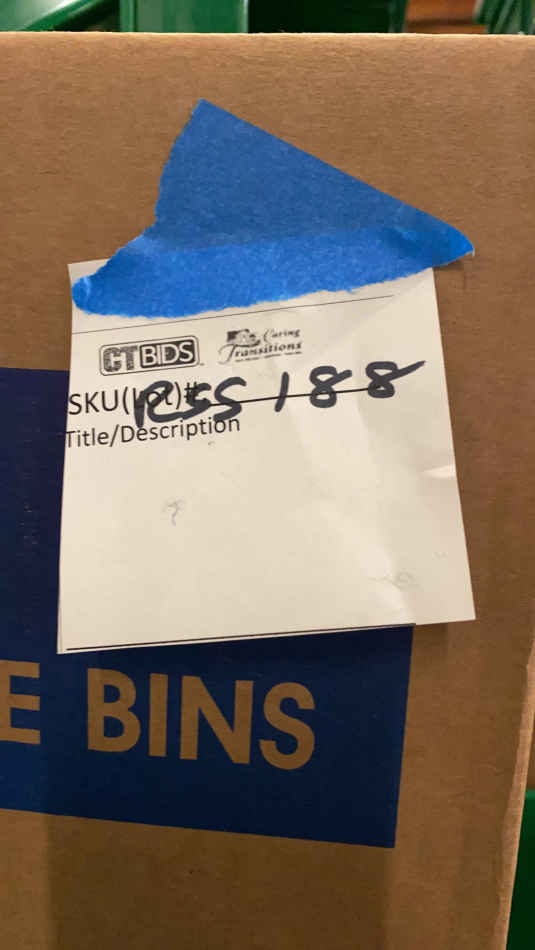 CTBIDS
Caring
Transitions
SKU(Lot)#: RSS 188
Title/Description
E BINS